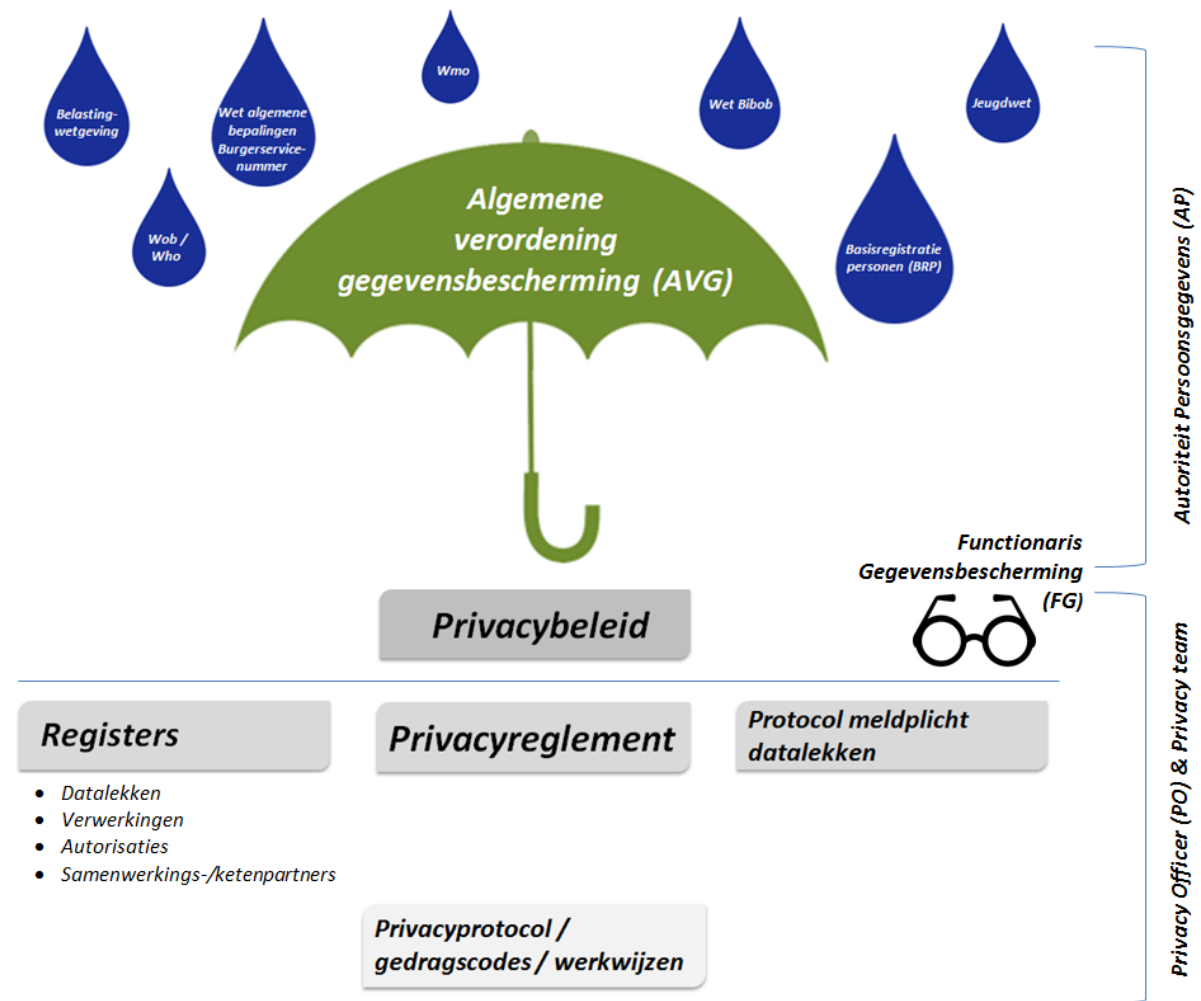 Belasting-
wetgeving
Wet algemene
bepalingen
Burgerservice-
nummer
Wmo
Wet Bibob
Jeugdwet
Wob /
Who
Basisregistratie
personen (BRP)
Algemene
verordening
gegevensbescherming (AVG)
Autoriteit Persoonsgegevens (AP)
Functionaris
Gegevensbescherming
(FG)
Privacybeleid
Registers
Privacyreglement
Protocol meldplicht
datalekken
• Datalekken
• Verwerkingen
• Autorisaties
• Samenwerkings-/ketenpartners
Privacyprotocol /
gedragscodes / werkwijzen
Privacy Officer (PO) & Privacy team